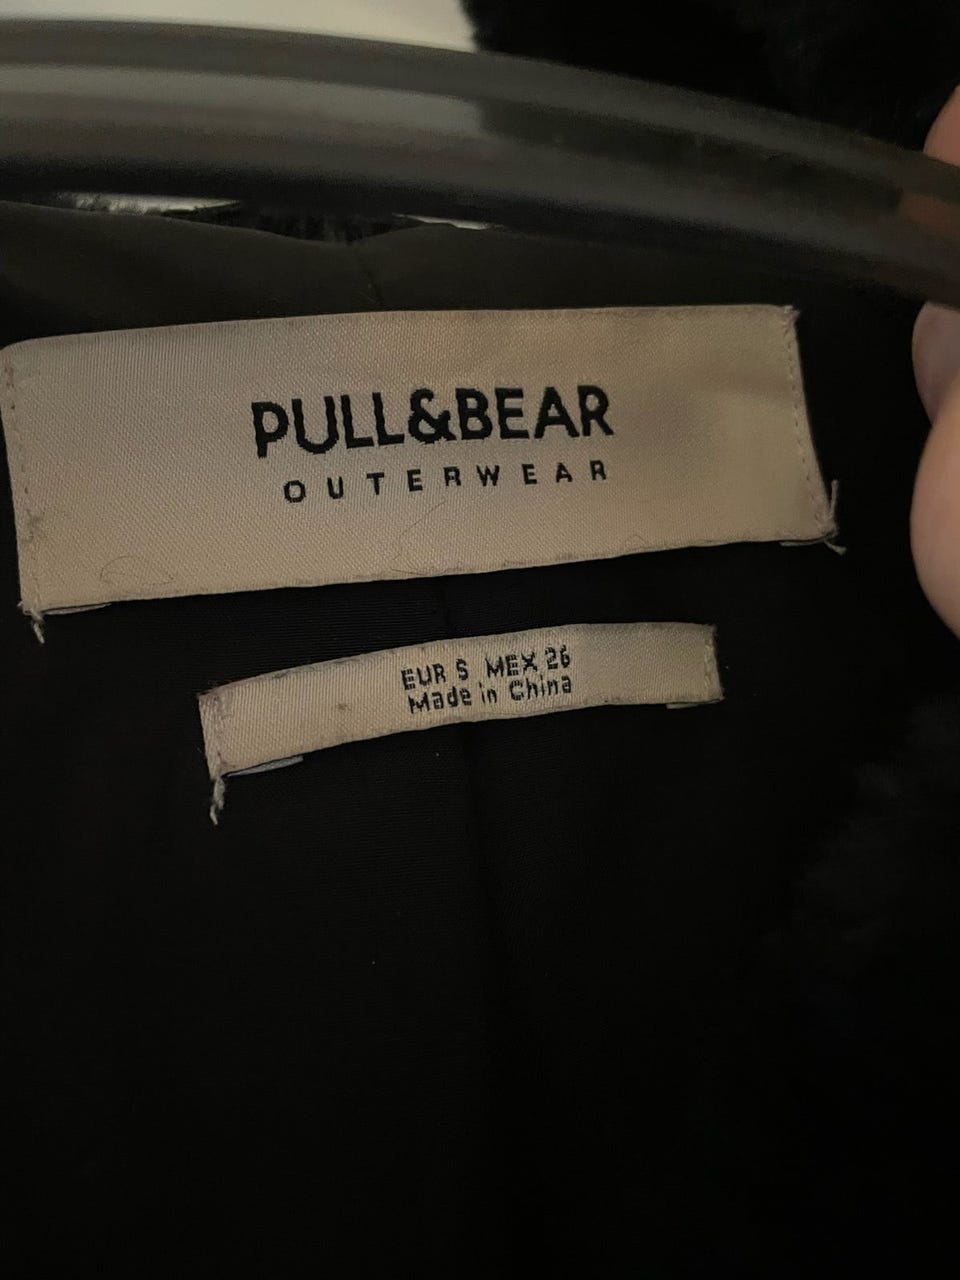 PULL&BEAR
OUTERWEAR
EUR S MEX 26
Made in China